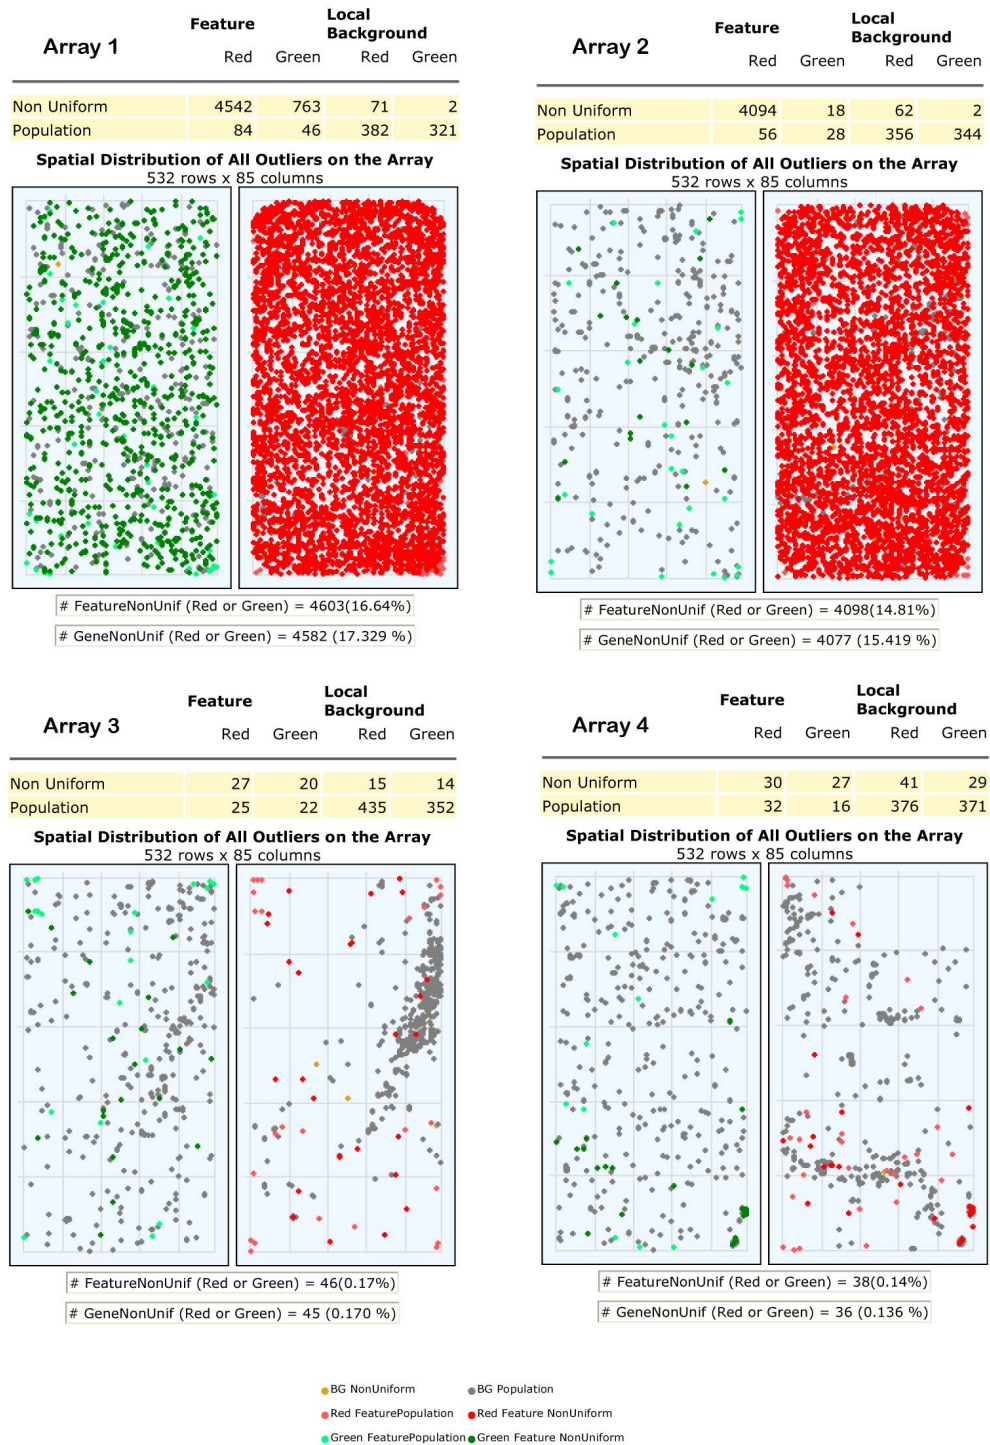 Array 1
Feature
Local
Background
Red Green Red Green
Non Uniform 4542 763 71 2
Population 84 46 382 321
Spatial Distribution of All Outliers on the Array
532 rows x 85 columns
# FeatureNonUnif (Red or Green) = 4603(16.64%)
# GeneNonUnif (Red or Green) = 4582 (17.329 %)
Array 2
Feature
Local
Background
Red Green Red Green
Non Uniform 4094 18 62 2
Population 56 28 356 344
Spatial Distribution of All Outliers on the Array
532 rows x 85 columns
# FeatureNonUnif (Red or Green) = 4098(14.81%)
# GeneNonUnif (Red or Green) = 4077 (15.419 %)
Array 3
Feature
Local
Background
Red Green Red Green
Non Uniform 27 20 15 14
Population 25 22 435 352
Spatial Distribution of All Outliers on the Array
532 rows x 85 columns
# FeatureNonUnif (Red or Green) = 46(0.17%)
# GeneNonUnif (Red or Green) = 45 (0.170 %)
Array 4
Feature
Local
Background
Red Green Red Green
Non Uniform 30 27 41 29
Population 32 16 376 371
Spatial Distribution of All Outliers on the Array
532 rows x 85 columns
# FeatureNonUnif (Red or Green) = 38(0.14%)
# GeneNonUnif (Red or Green) = 36 (0.136 %)
BG NonUniform BG Population
Red FeaturePopulation Red Feature NonUniform
Green FeaturePopulation Green Feature NonUniform